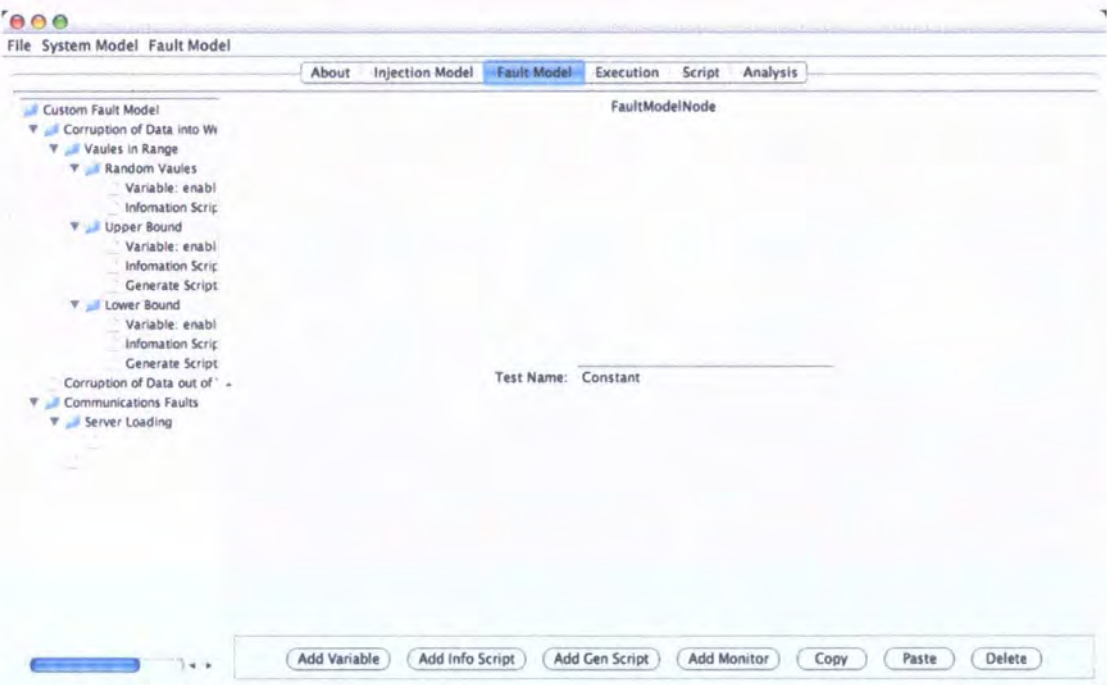 File System Model Fault Model
About Injection Model Fault Model Execution Script Analysis
FaultModelNode
Custom Fault Model
Corruption of Data into We
Vaules in Range
Random Vaules
Variable: enabl
Infomation Scrip
Upper Bound
Variable: enabl
Infomation Scrip
Generate Script
Lower Bound
Variable: enabl
Infomation Scrip
Generate Script
Corruption of Data out of
Communications Faults
Server Loading
Test Name: Constant
Add Variable Add Info Script Add Gen Script Add Monitor Copy Paste Delete